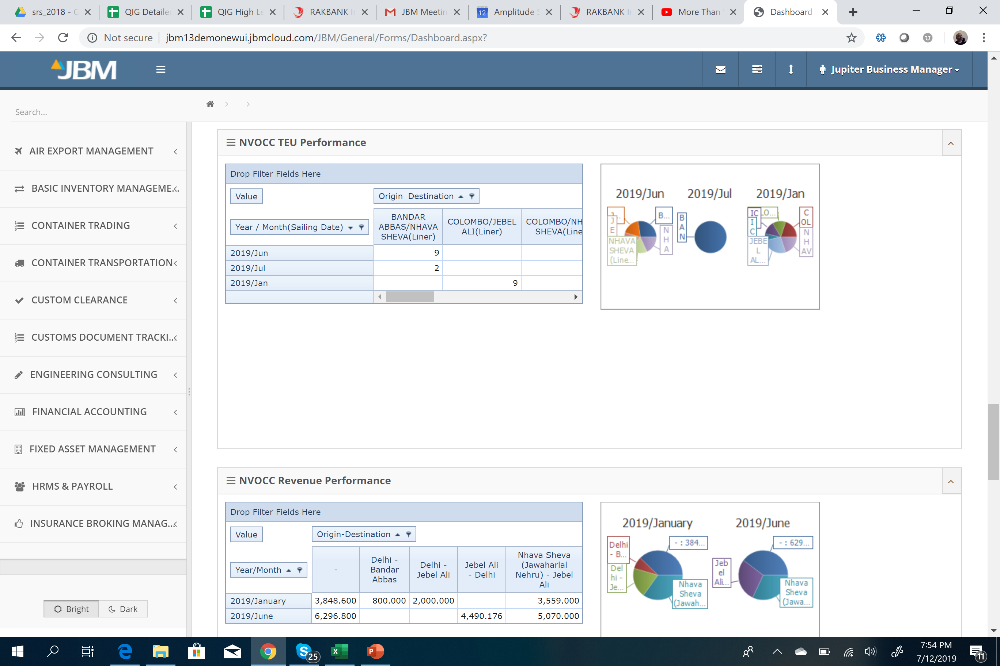 srs_2018 - G
QIG Detaile
QIG High Le
RAKBANK In
JBM Meetin
Amplitude S
RAKBANK In
More Than
Dashboard
Not secure
jbm13demonewui.jbmcloud.com/JBM/General/Forms/Dashboard.aspx?
JBM
Jupiter Business Manager
Search...
AIR EXPORT MANAGEMENT
BASIC INVENTORY MANAGEME...
CONTAINER TRADING
CONTAINER TRANSPORTATION
CUSTOM CLEARANCE
CUSTOMS DOCUMENT TRACKI...
ENGINEERING CONSULTING
FINANCIAL ACCOUNTING
FIXED ASSET MANAGEMENT
HRMS & PAYROLL
INSURANCE BROKING MANAG...
Bright
Dark
NVOCC TEU Performance
Drop Filter Fields Here
Value
Origin_Destination
Year / Month(Sailing Date)
BANDAR
ABBAS/NHAVA
SHEVA(Liner)
COLOMBO/JEBEL
ALI(Liner)
COLOMBO/NH
SHEVA(Line
2019/Jun 9
2019/Jul 2
2019/Jan 9
2019/Jun
2019/Jul
2019/Jan
J..
J
E
NHAVA
SHEVA
(Line...
B...
N
H
A
B
A
N
IC
LO...
I
C
JEBE
L
AL...
C
OL
N
H
AV
NVOCC Revenue Performance
Drop Filter Fields Here
Value
Origin-Destination
Year/Month
-
Delhi -
Bandar
Abbas
Delhi -
Jebel Ali
Jebel Ali
- Delhi
Nhava Sheva
(Jawaharlal
Nehru) - Jebel
Ali
2019/January 3,848.600 800.000 2,000.000 3,559.000
2019/June 6,296.800 4,490.176 5,070.000
2019/January
2019/June
Delhi
- B...
Del
hi -
Je...
- : 384...
Nhava
Sheva
(Jawah...
- : 629...
Jeb
el
Ali...
Nhava
Sheva
(Jawa...
25
7:54 PM
7/12/2019
11